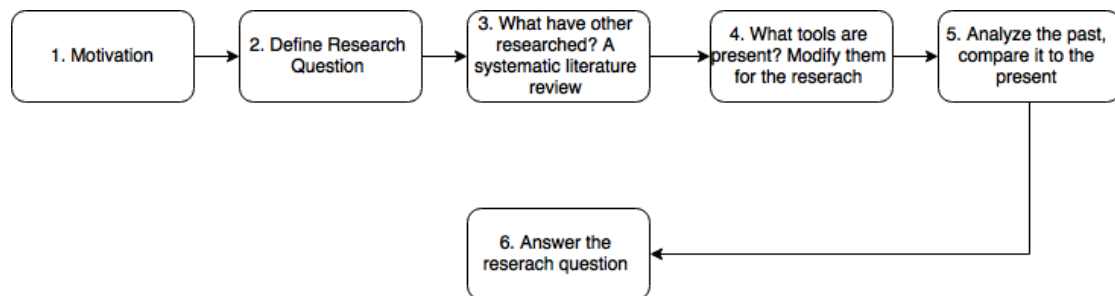 1. Motivation
2. Define Research
Question
3. What have other
researched? A
systematic literature
review
4. What tools are
present? Modify them
for the reserach
5. Analyze the past,
compare it to the
present
6. Answer the
reserach question